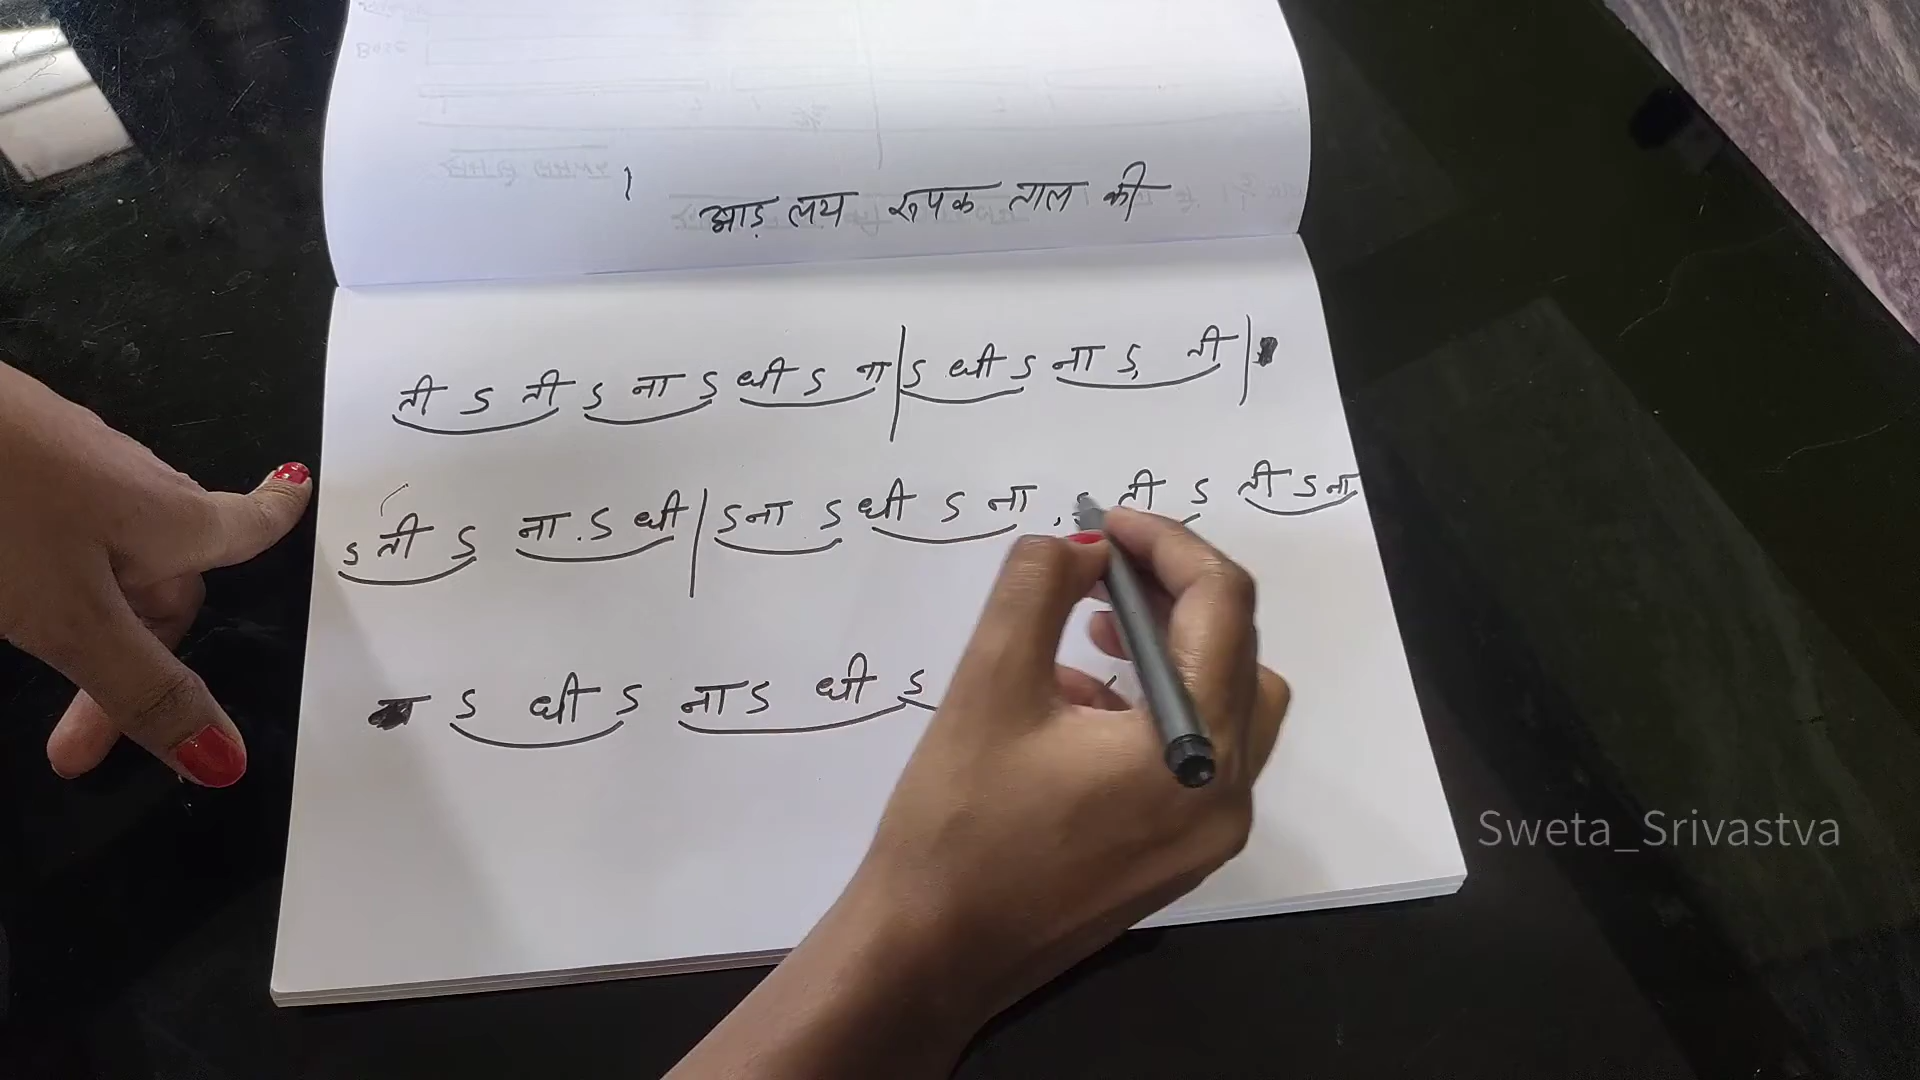 आड़ लय रूपक ताल की
ती ऽ ती ऽ ना ऽ धी ऽ ना | ऽ धी ऽ ना ऽ, ती |
ऽ ती ऽ ना . ऽ धी | ऽ ना ऽ धी ऽ ना , ऽ ती ऽ ती ऽ ना
ऽ धी ऽ ना ऽ धी ऽ
Sweta_Srivastva